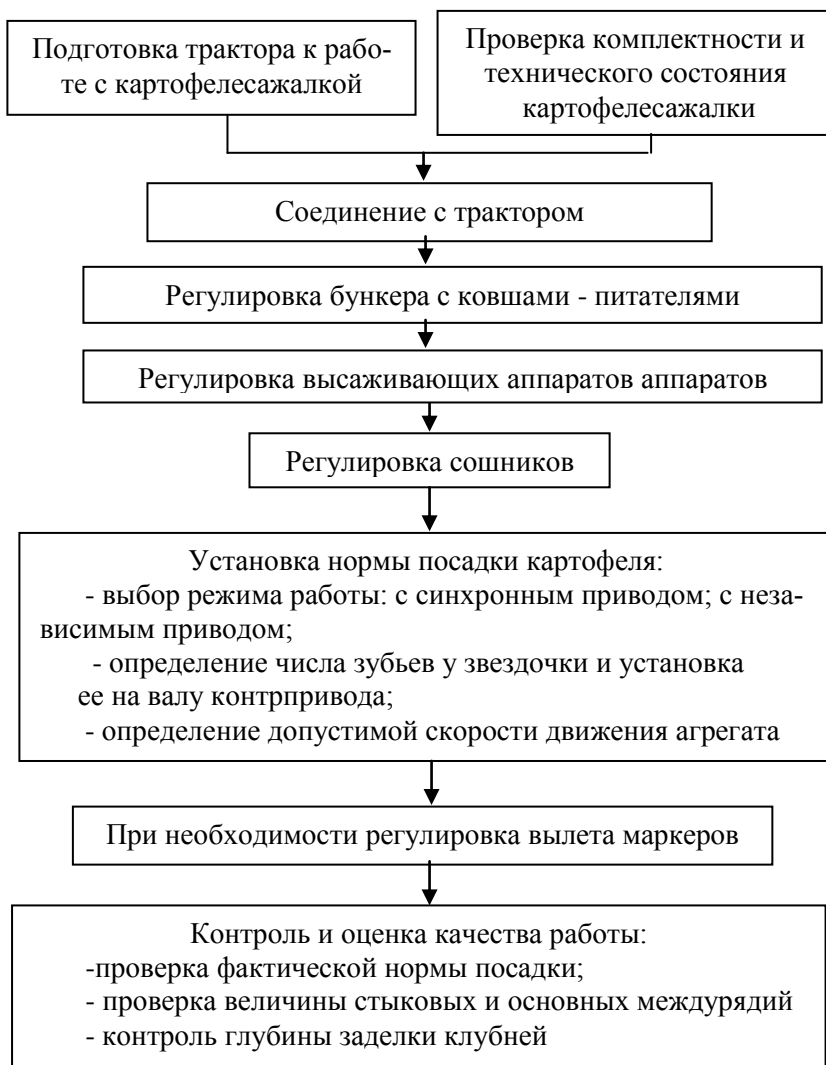 Подготовка трактора к рабо-
те с картофелесажалкой
Проверка комплектности и
технического состояния
картофелесажалки
Соединение с трактором
Регулировка бункера с ковшами - питателями
Регулировка высаживающих аппаратов аппаратов
Регулировка сошников
Установка нормы посадки картофеля:
- выбор режима работы: с синхронным приводом; с неза-
висимым приводом;
- определение числа зубьев у звездочки и установка
ее на валу контрпривода;
- определение допустимой скорости движения агрегата
При необходимости регулировка вылета маркеров
Контроль и оценка качества работы:
-проверка фактической нормы посадки;
- проверка величины стыковых и основных междурядий
- контроль глубины заделки клубней